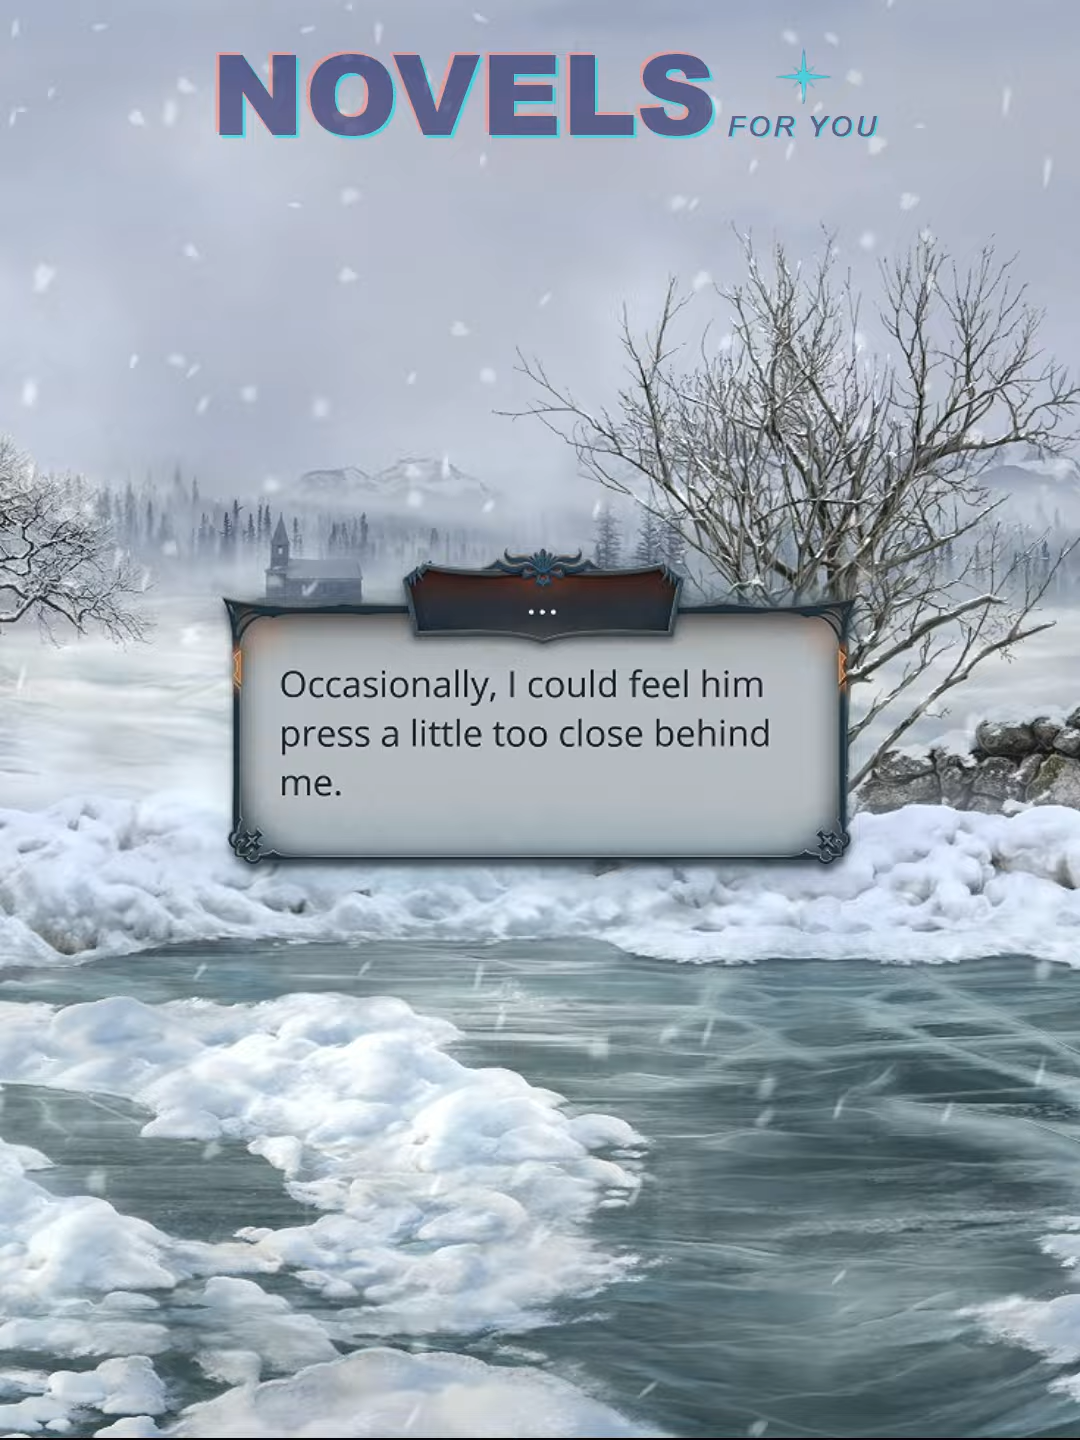 NOVELS
FOR YOU
...
Occasionally, I could feel him
press a little too close behind
me.